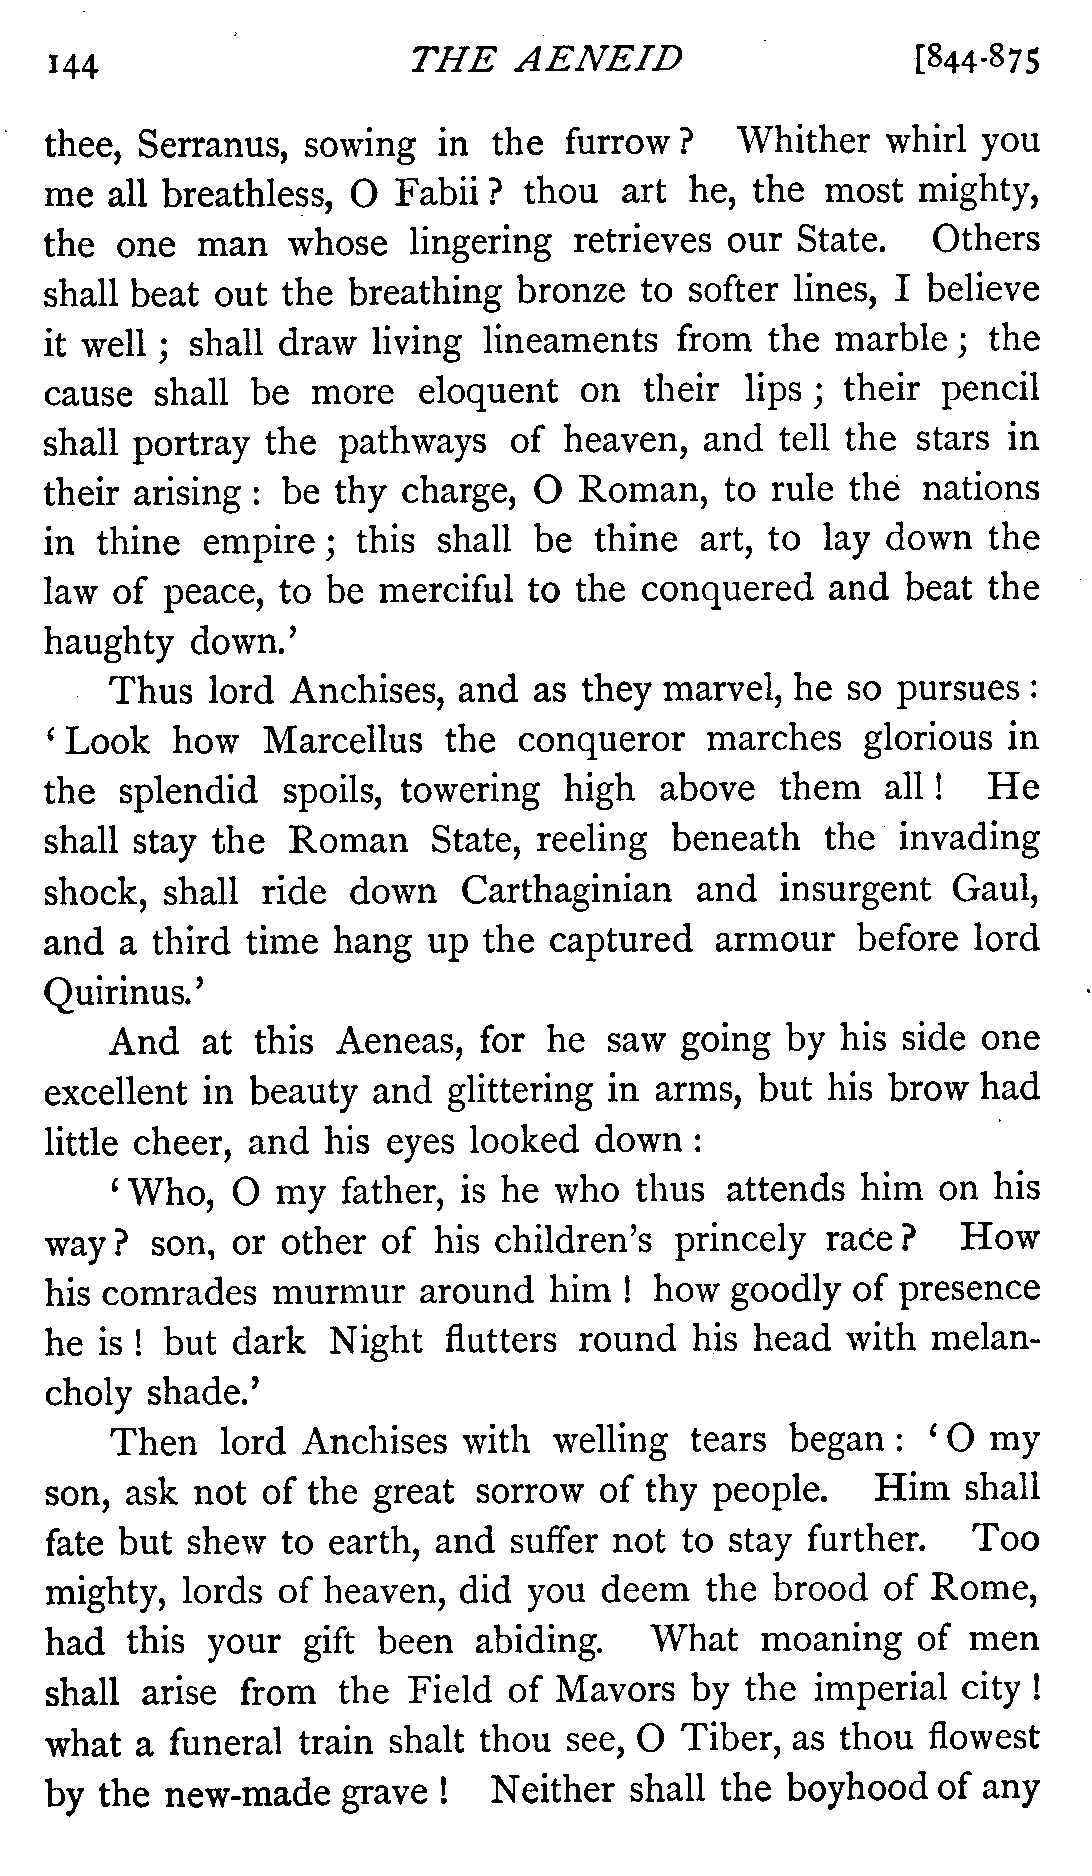 144 THE AENEID [844-875
thee, Serranus, sowing in the furrow? Whither whirl you
me all breathless, O Fabii? thou art he, the most mighty,
the one man whose lingering retrieves our State. Others
shall beat out the breathing bronze to softer lines, I believe
it well; shall draw living lineaments from the marble; the
cause shall be more eloquent on their lips; their pencil
shall portray the pathways of heaven, and tell the stars in
their arising: be thy charge, O Roman, to rule the nations
in thine empire; this shall be thine art, to lay down the
law of peace, to be merciful to the conquered and beat the
haughty down.'
Thus lord Anchises, and as they marvel, he so pursues:
'Look how Marcellus the conqueror marches glorious in
the splendid spoils, towering high above them all! He
shall stay the Roman State, reeling beneath the invading
shock, shall ride down Carthaginian and insurgent Gaul,
and a third time hang up the captured armour before lord
Quirinus.'
And at this Aeneas, for he saw going by his side one
excellent in beauty and glittering in arms, but his brow had
little cheer, and his eyes looked down:
'Who, O my father, is he who thus attends him on his
way? son, or other of his children's princely race? How
his comrades murmur around him! how goodly of presence
he is! but dark Night flutters round his head with melan-
choly shade.'
Then lord Anchises with welling tears began: 'O my
son, ask not of the great sorrow of thy people. Him shall
fate but shew to earth, and suffer not to stay further. Too
mighty, lords of heaven, did you deem the brood of Rome,
had this your gift been abiding. What moaning of men
shall arise from the Field of Mavors by the imperial city!
what a funeral train shalt thou see, O Tiber, as thou flowest
by the new-made grave! Neither shall the boyhood of any